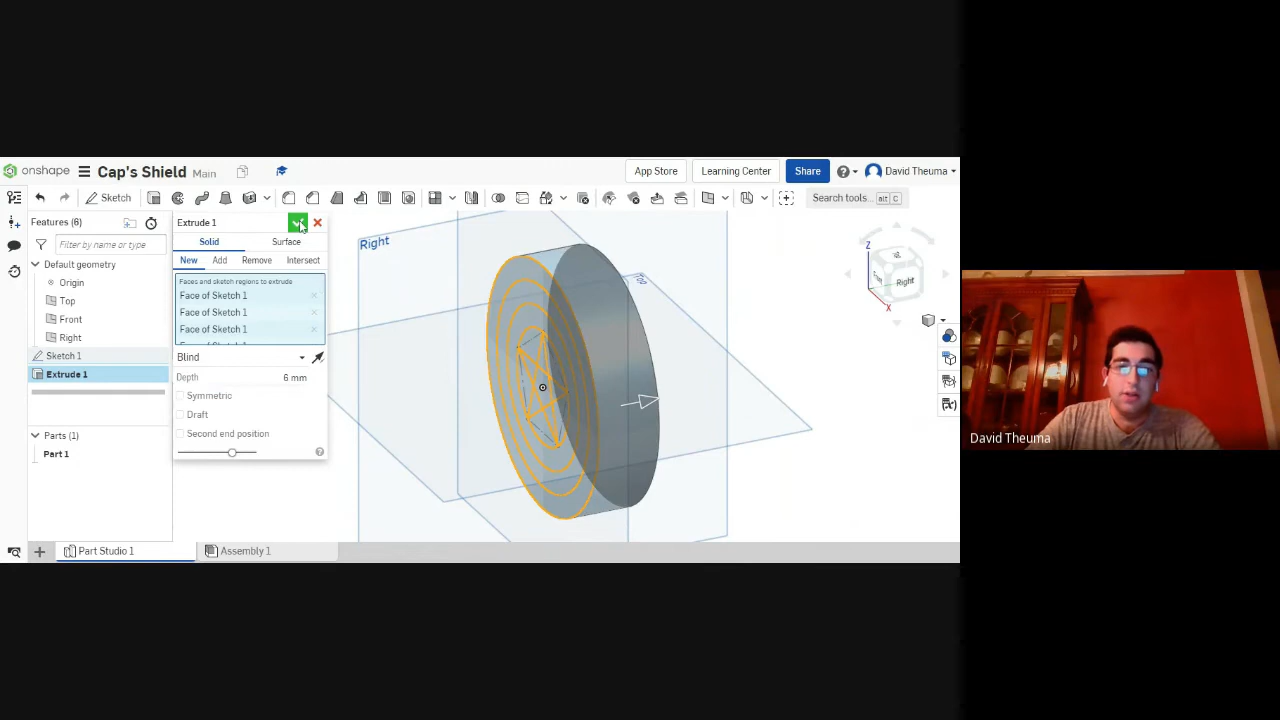 onshape Cap's Shield Main App Store Learning Center Share David Theuma
Sketch Search tools... alt C
Features (6) Extrude 1
Solid Surface
Filter by name or type
New Add Remove Intersect
Default geometry
Faces and sketch regions to extrude
Origin
Face of Sketch 1
Top
Face of Sketch 1
Front
Face of Sketch 1
Right
Sketch 1
Blind
Extrude 1
Depth 6 mm
Symmetric
Draft
Second end position
Parts (1)
Part 1
Right
Z
Right
X
David Theuma
Part Studio 1 Assembly 1